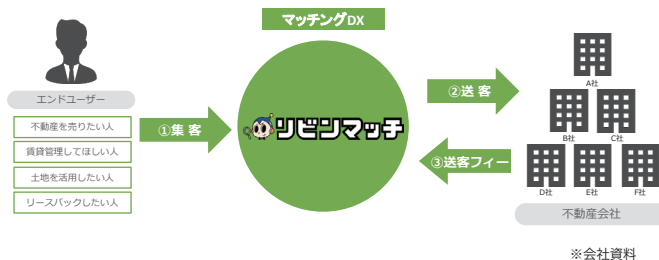 マッチングDX
エンドユーザー
不動産を売りたい人
賃貸管理してほしい人
土地を活用したい人
リースバックしたい人
①集 客
リビンマッチ
②送 客
③送客フィー
A社
B社
C社
D社
E社
F社
不動産会社
※会社資料